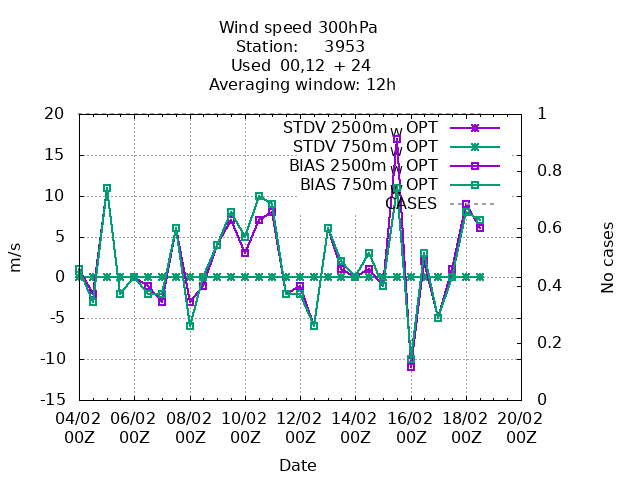 Wind speed 300hPa
Station: 3953
Used 00,12 + 24
Averaging window: 12h
STDV 2500m w OPT
STDV 750m w OPT
BIAS 2500m w OPT
BIAS 750m w OPT
CASES
20
15
10
5
0
-5
-10
-15
m/s
1
0.8
0.6
0.4
0.2
0
No cases
04/02 06/02 08/02 10/02 12/02 14/02 16/02 18/02 20/02
00Z 00Z 00Z 00Z 00Z 00Z 00Z 00Z 00Z
Date